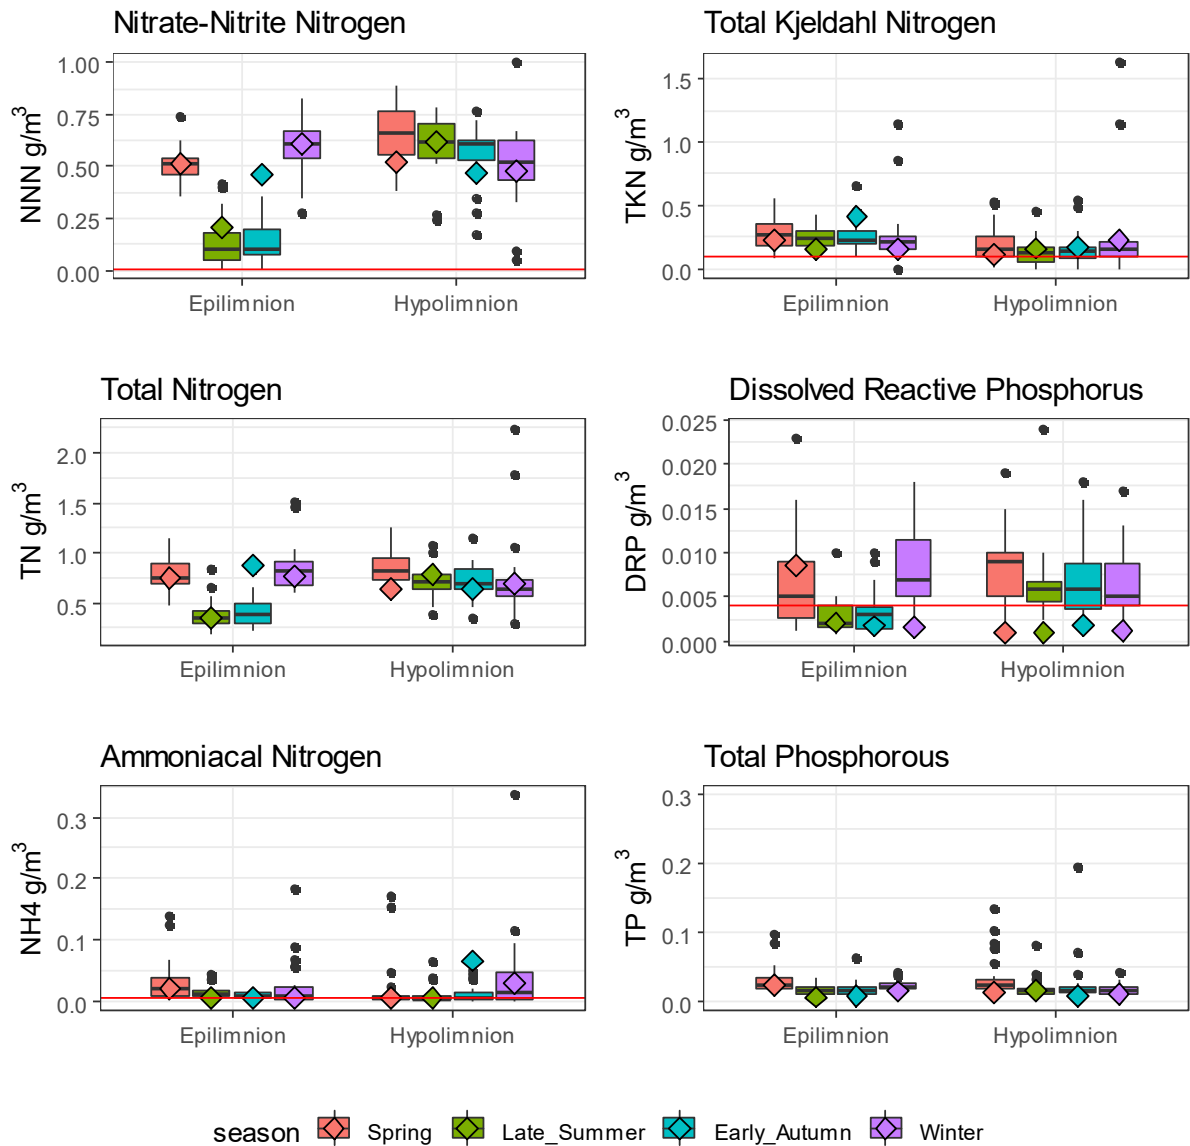 Nitrate-Nitrite Nitrogen
NNN g/m³
1.00
0.75
0.50
0.25
0.00
Epilimnion Hypolimnion
Total Kjeldahl Nitrogen
TKN g/m³
1.5
1.0
0.5
0.0
Epilimnion Hypolimnion
Total Nitrogen
TN g/m³
2.0
1.5
1.0
0.5
Epilimnion Hypolimnion
Dissolved Reactive Phosphorus
DRP g/m³
0.025
0.020
0.015
0.010
0.005
0.000
Epilimnion Hypolimnion
Ammoniacal Nitrogen
NH4 g/m³
0.3
0.2
0.1
0.0
Epilimnion Hypolimnion
Total Phosphorous
TP g/m³
0.3
0.2
0.1
0.0
Epilimnion Hypolimnion
season Spring Late_Summer Early_Autumn Winter